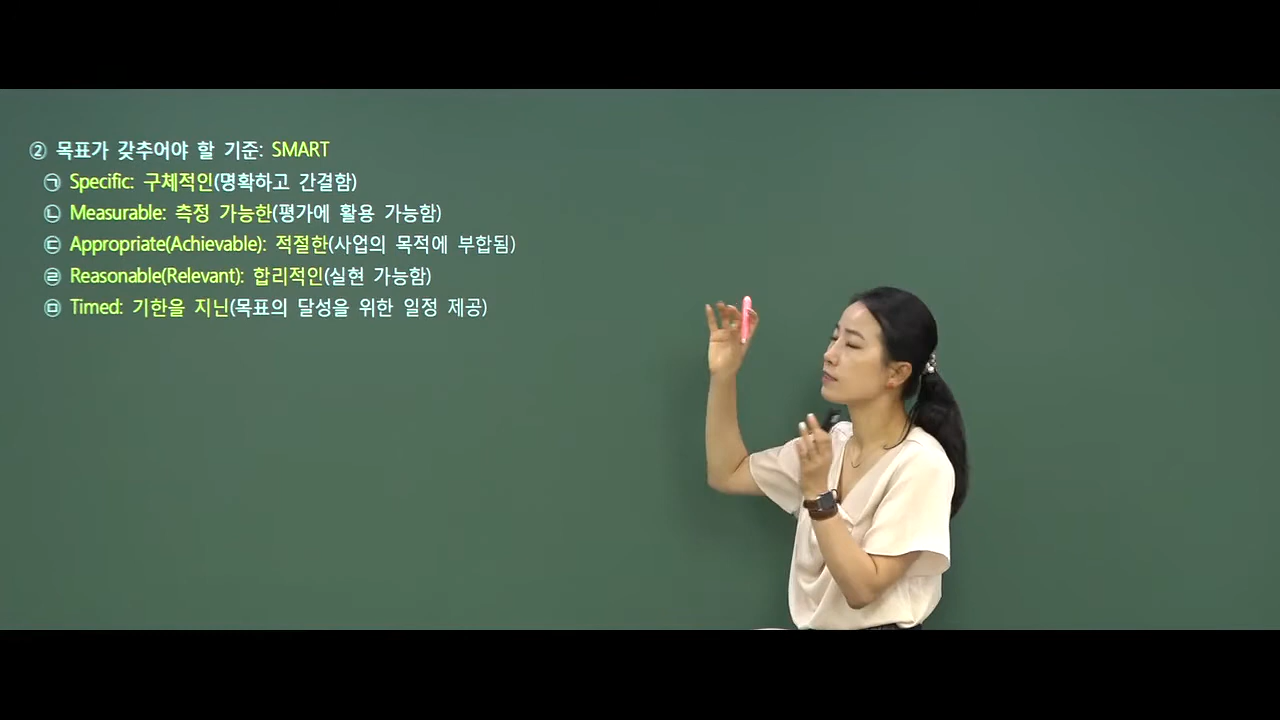 ② 목표가 갖추어야 할 기준: SMART
㉠ Specific: 구체적인(명확하고 간결함)
㉡ Measurable: 측정 가능한(평가에 활용 가능함)
㉢ Appropriate(Achievable): 적절한(사업의 목적에 부합됨)
㉣ Reasonable(Relevant): 합리적인(실현 가능함)
㉤ Timed: 기한을 지닌(목표의 달성을 위한 일정 제공)